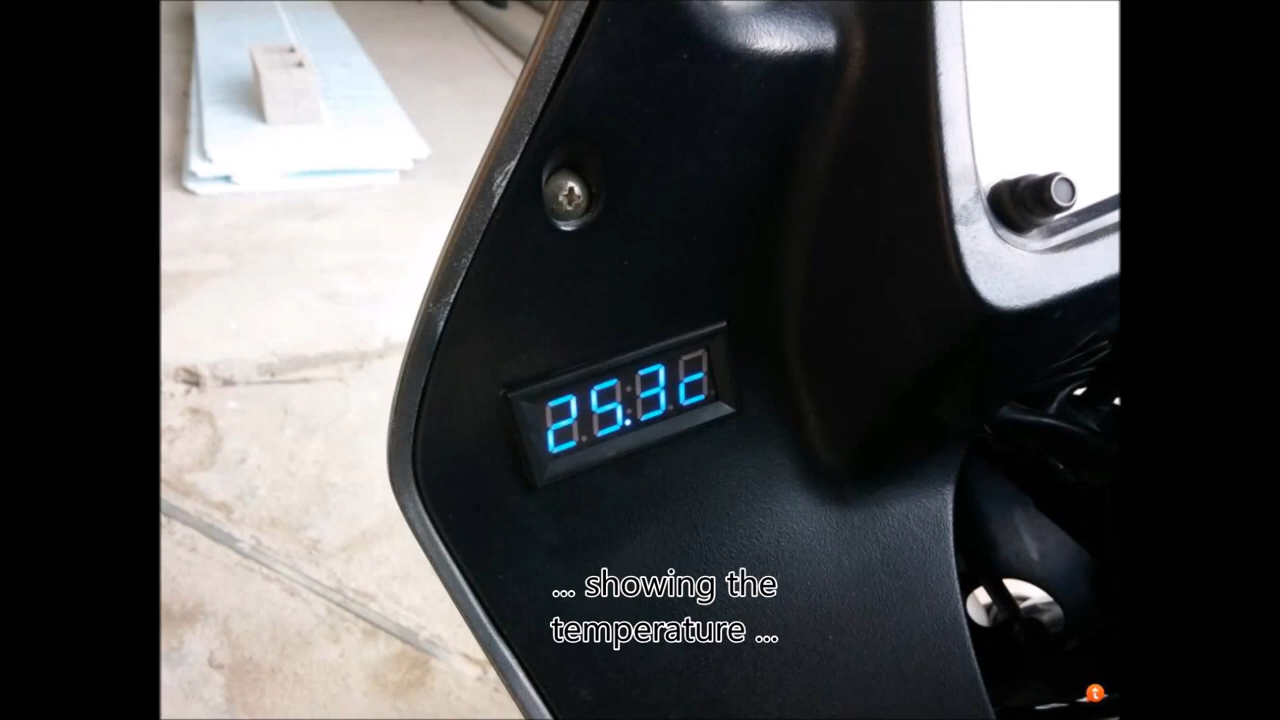 25.3c
... showing the
temperature ...
t